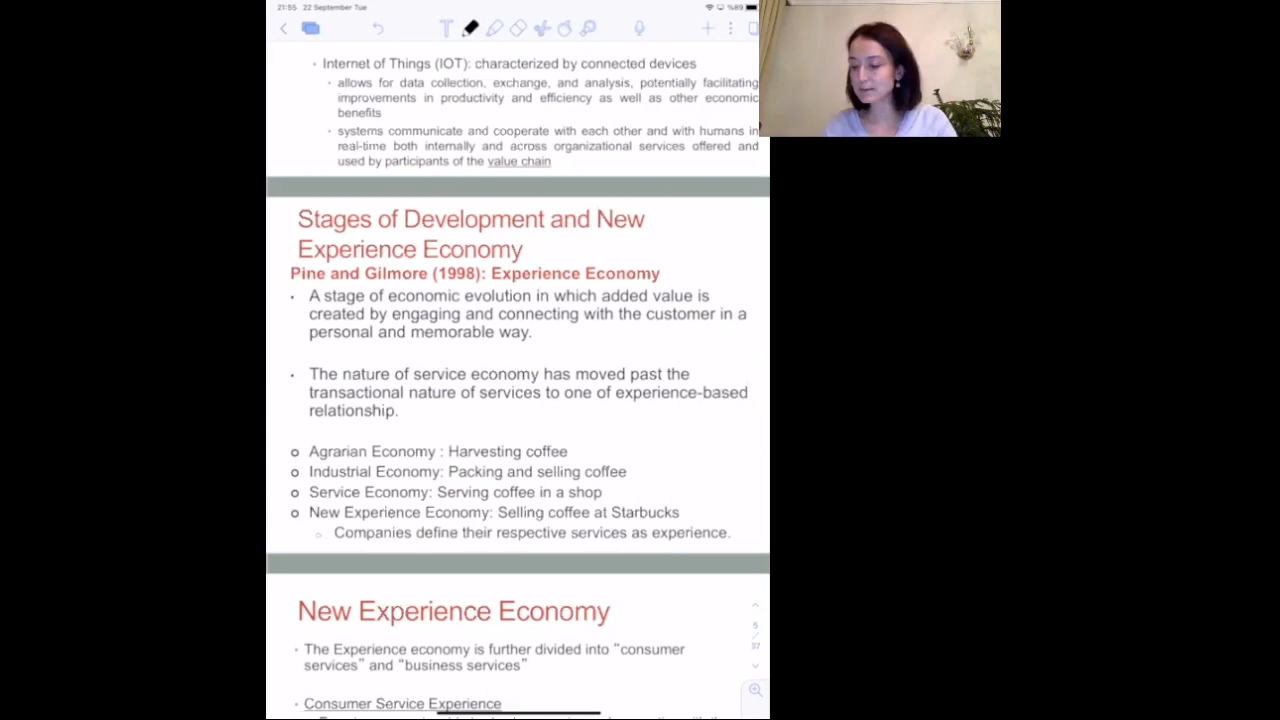 21:55 22 September Tue
%89
T
Internet of Things (IOT): characterized by connected devices
allows for data collection, exchange, and analysis, potentially facilitating
improvements in productivity and efficiency as well as other economic
benefits
systems communicate and cooperate with each other and with humans in
real-time both internally and across organizational services offered and
used by participants of the value chain
Stages of Development and New
Experience Economy
Pine and Gilmore (1998): Experience Economy
A stage of economic evolution in which added value is
created by engaging and connecting with the customer in a
personal and memorable way.
The nature of service economy has moved past the
transactional nature of services to one of experience-based
relationship.
Agrarian Economy : Harvesting coffee
Industrial Economy: Packing and selling coffee
Service Economy: Serving coffee in a shop
New Experience Economy: Selling coffee at Starbucks
Companies define their respective services as experience.
New Experience Economy
The Experience economy is further divided into “consumer
services” and “business services”
Consumer Service Experience
5
/
37